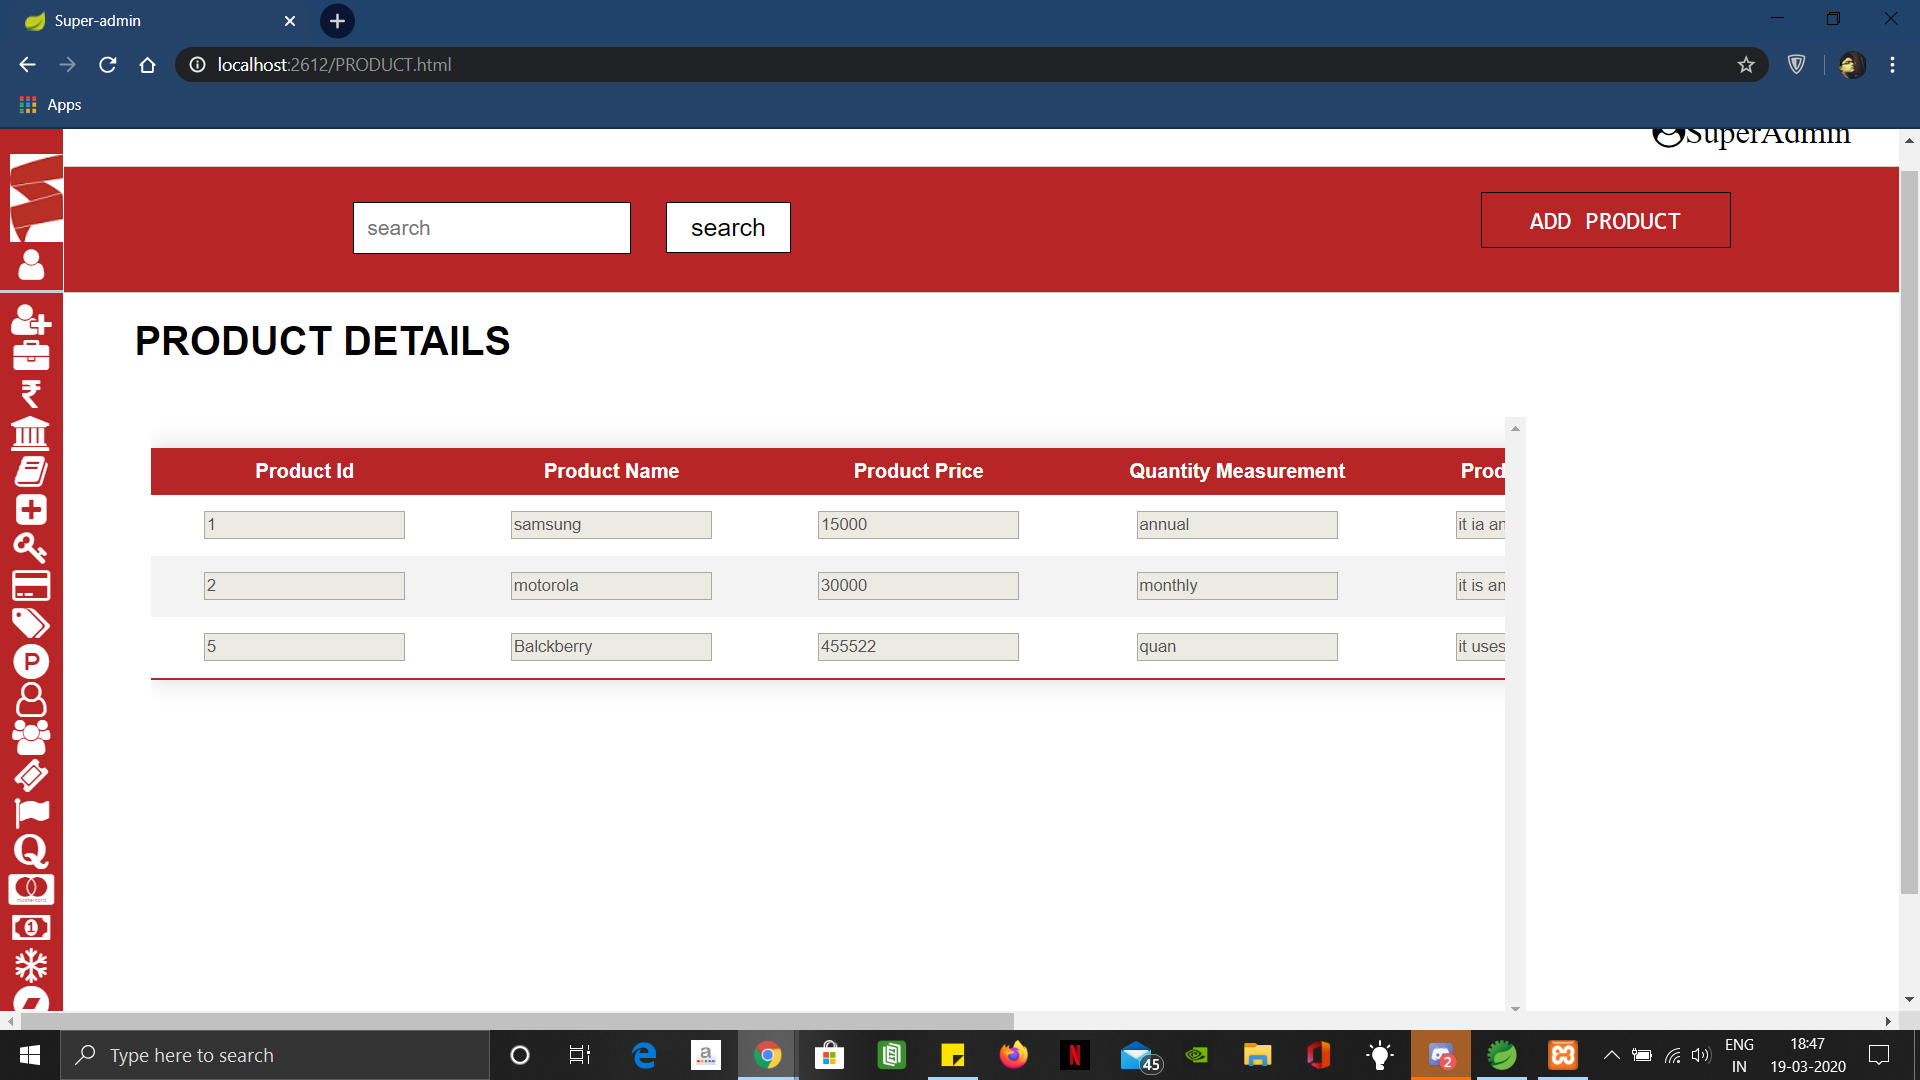 Super-admin
localhost:2612/PRODUCT.html
Apps
SuperAdmin
search
search
ADD PRODUCT
PRODUCT DETAILS
Product Id Product Name Product Price Quantity Measurement Prod
1 samsung 15000 annual it ia an
2 motorola 30000 monthly it is an
5 Balckberry 455522 quan it uses
P
Q
mastercard
1
Type here to search
a
N
45
2
ENG
IN
18:47
19-03-2020